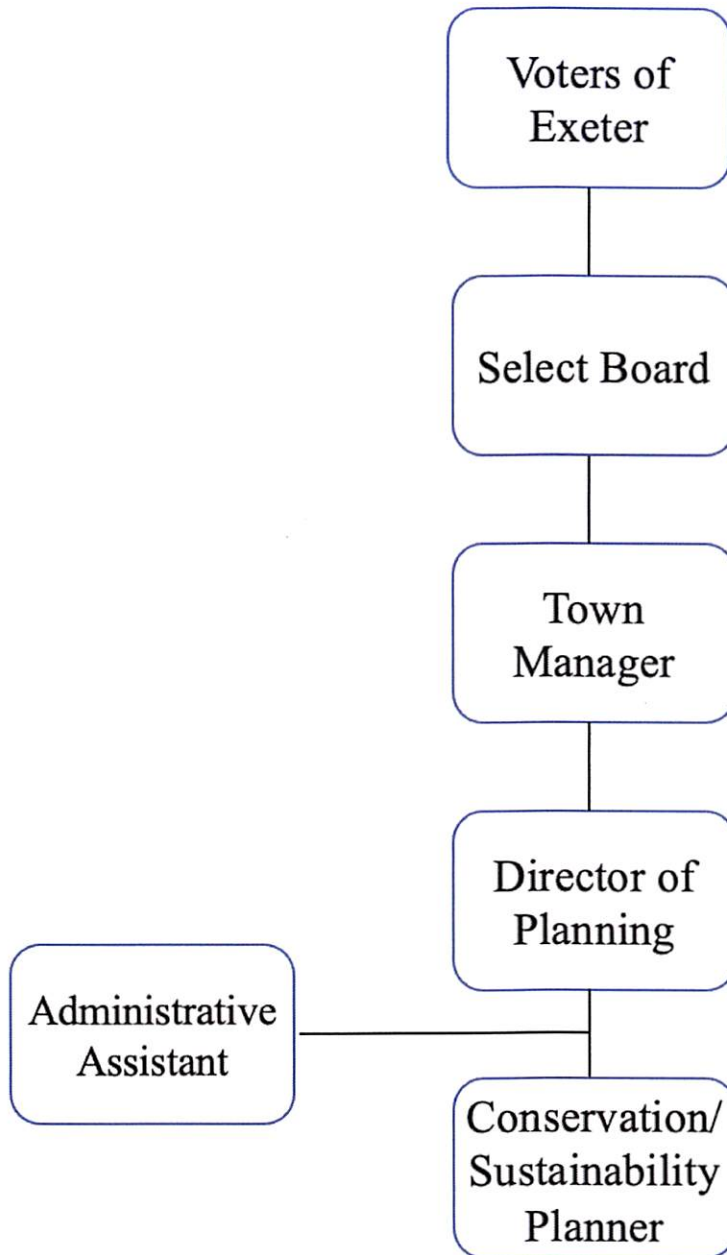 Voters of
Exeter
Select Board
Town
Manager
Director of
Planning
Administrative
Assistant
Conservation/
Sustainability
Planner